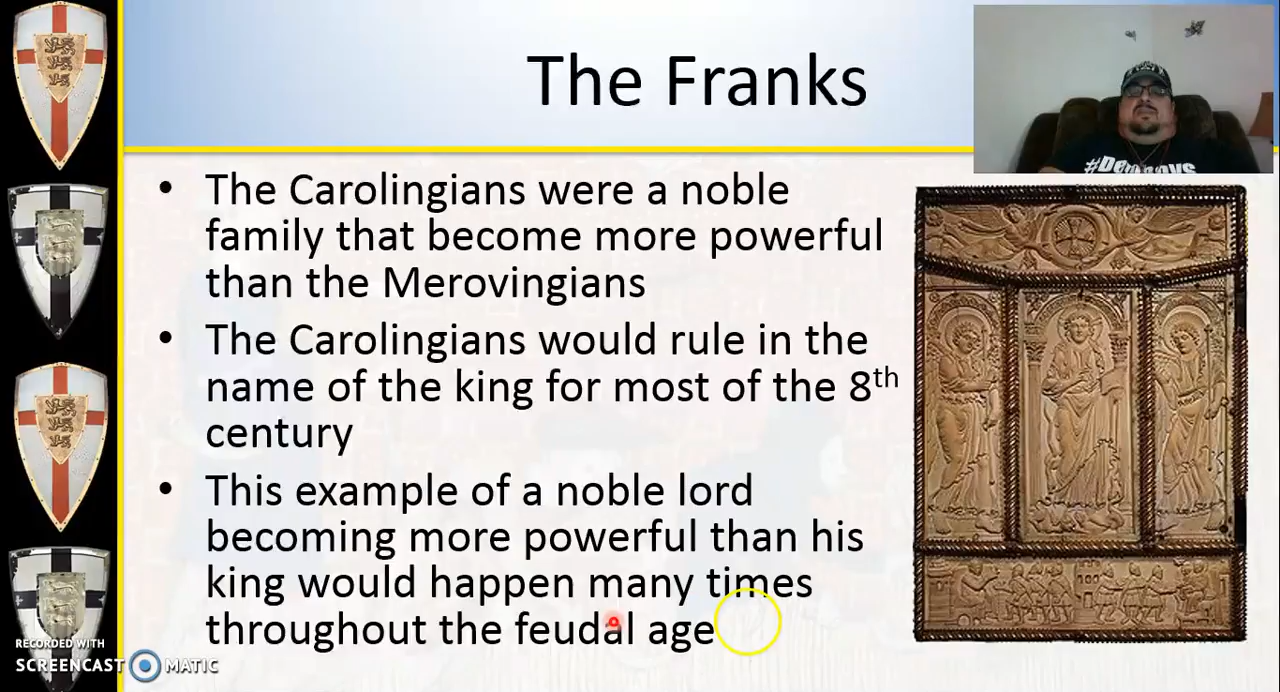 The Franks
• The Carolingians were a noble
family that become more powerful
than the Merovingians
• The Carolingians would rule in the
name of the king for most of the 8th
century
• This example of a noble lord
becoming more powerful than his
king would happen many times
throughout the feudal age
RECORDED WITH
SCREENCAST MATIC